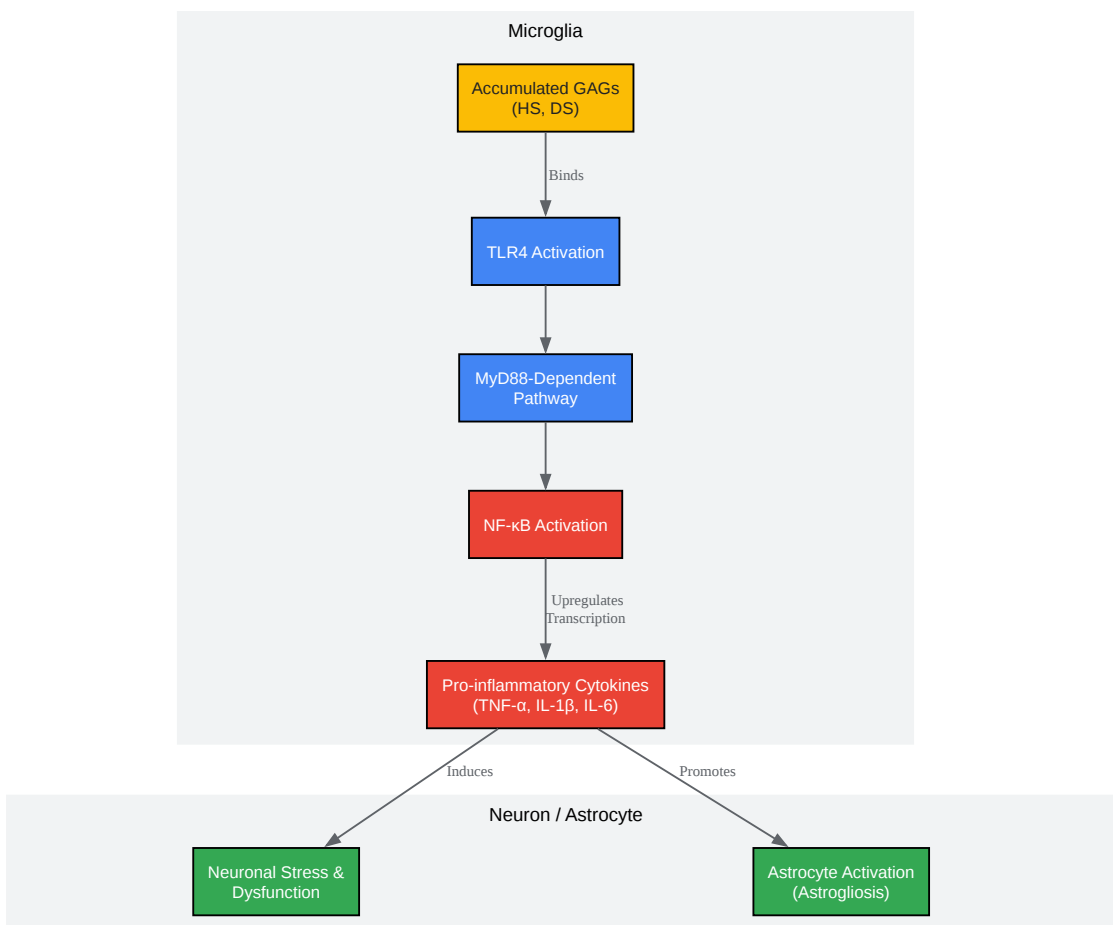 Microglia
Accumulated GAGs
(HS, DS)
Binds
TLR4 Activation
MyD88-Dependent
Pathway
NF-κB Activation
Upregulates
Transcription
Pro-inflammatory Cytokines
(TNF-α, IL-1β, IL-6)
Induces
Promotes
Neuron / Astrocyte
Neuronal Stress &
Dysfunction
Astrocyte Activation
(Astrogliosis)